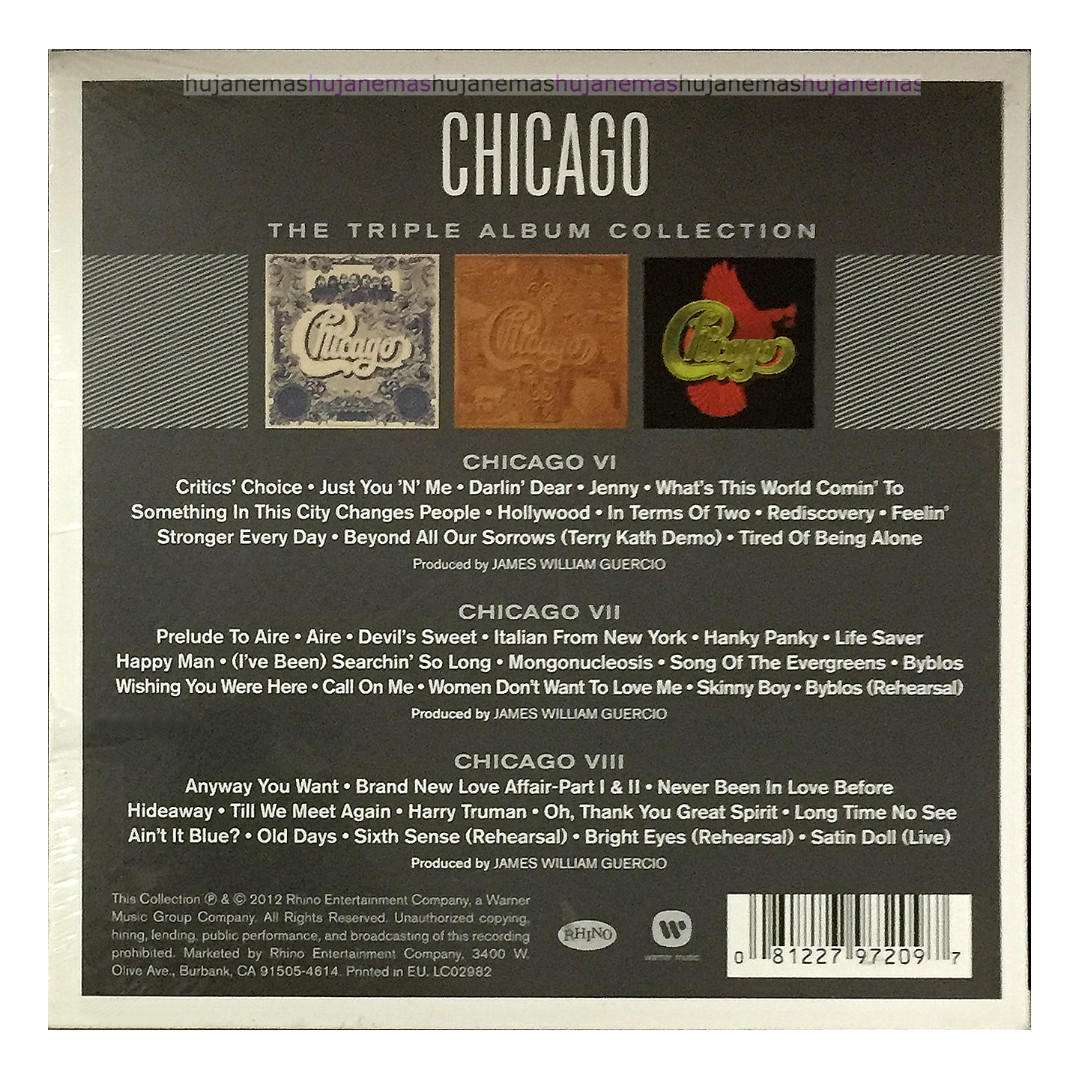 hujanemashujanemashujanemashujanemashujanemashujanemas
CHICAGO
THE TRIPLE ALBUM COLLECTION
Chicago Chicago Chicago
CHICAGO VI
Critics' Choice • Just You 'N' Me • Darlin' Dear • Jenny • What's This World Comin' To
Something In This City Changes People • Hollywood • In Terms Of Two • Rediscovery • Feelin'
Stronger Every Day • Beyond All Our Sorrows (Terry Kath Demo) • Tired Of Being Alone
Produced by JAMES WILLIAM GUERCIO
CHICAGO VII
Prelude To Aire • Aire • Devil's Sweet • Italian From New York • Hanky Panky • Life Saver
Happy Man • (I've Been) Searchin' So Long • Mongonucleosis • Song Of The Evergreens • Byblos
Wishing You Were Here • Call On Me • Women Don't Want To Love Me • Skinny Boy • Byblos (Rehearsal)
Produced by JAMES WILLIAM GUERCIO
CHICAGO VIII
Anyway You Want • Brand New Love Affair-Part I & II • Never Been In Love Before
Hideaway • Till We Meet Again • Harry Truman • Oh, Thank You Great Spirit • Long Time No See
Ain't It Blue? • Old Days • Sixth Sense (Rehearsal) • Bright Eyes (Rehearsal) • Satin Doll (Live)
Produced by JAMES WILLIAM GUERCIO
This Collection ℗ & © 2012 Rhino Entertainment Company, a Warner
Music Group Company. All Rights Reserved. Unauthorized copying,
hiring, lending, public performance, and broadcasting of this recording
prohibited. Marketed by Rhino Entertainment Company, 3400 W.
Olive Ave., Burbank, CA 91505-4614. Printed in EU. LC02982
RHINO
warner music
0 81227 97209 7